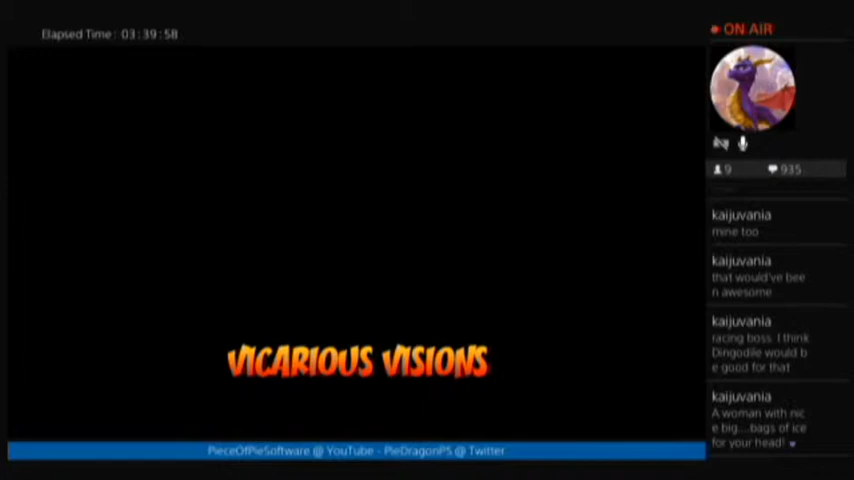 Elapsed Time: 03:39:58
ON AIR
9 935
kaijuvania
mine too
kaijuvania
that would've bee
n awesome
kaijuvania
racing boss. I think
Dingodile would b
e good for that
kaijuvania
A woman with nic
e big....bags of ice
for your head!
VICARIOUS VISIONS
PieceOfPieSoftware @ YouTube - PieDragonPS @ Twitter